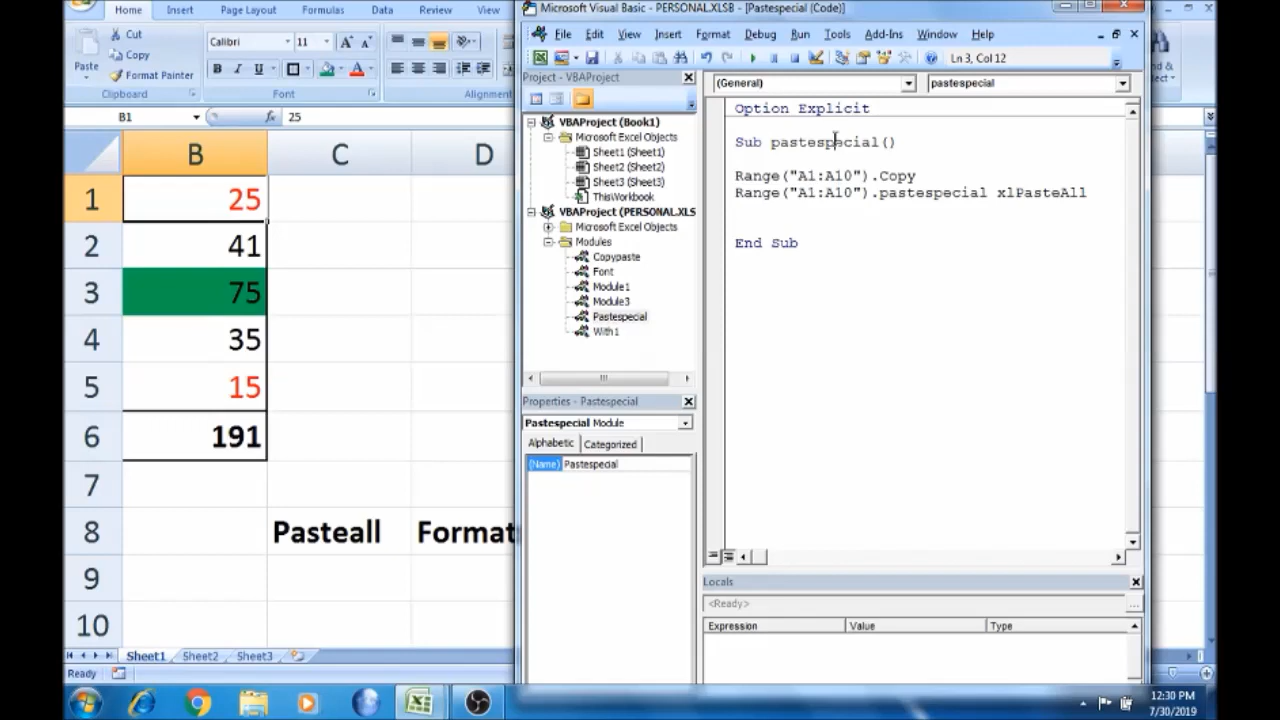 Home Insert Page Layout Formulas Data Review View
Cut
Copy
Format Painter
Paste
Clipboard
Calibri 11
B I U
Font
Alignment
B1 fx 25
B C D
1 25
2 41
3 75
4 35
5 15
6 191
7
8 Pasteall Format
9
10
Sheet1 Sheet2 Sheet3
Ready
Microsoft Visual Basic - PERSONAL.XLSB - [Pastespecial (Code)]
File Edit View Insert Format Debug Run Tools Add-Ins Window Help
Ln 3, Col 12
Project - VBAProject
VBAProject (Book1)
Microsoft Excel Objects
Sheet1 (Sheet1)
Sheet2 (Sheet2)
Sheet3 (Sheet3)
ThisWorkbook
VBAProject (PERSONAL.XLS
Microsoft Excel Objects
Modules
Copypaste
Font
Module1
Module3
Pastespecial
With1
Properties - Pastespecial
Pastespecial Module
Alphabetic Categorized
(Name) Pastespecial
(General) pastespecial
Option Explicit
Sub pastespecial()
Range("A1:A10").Copy
Range("A1:A10").pastespecial xlPasteAll
End Sub
Locals
<Ready>
Expression Value Type
12:30 PM
7/30/2019